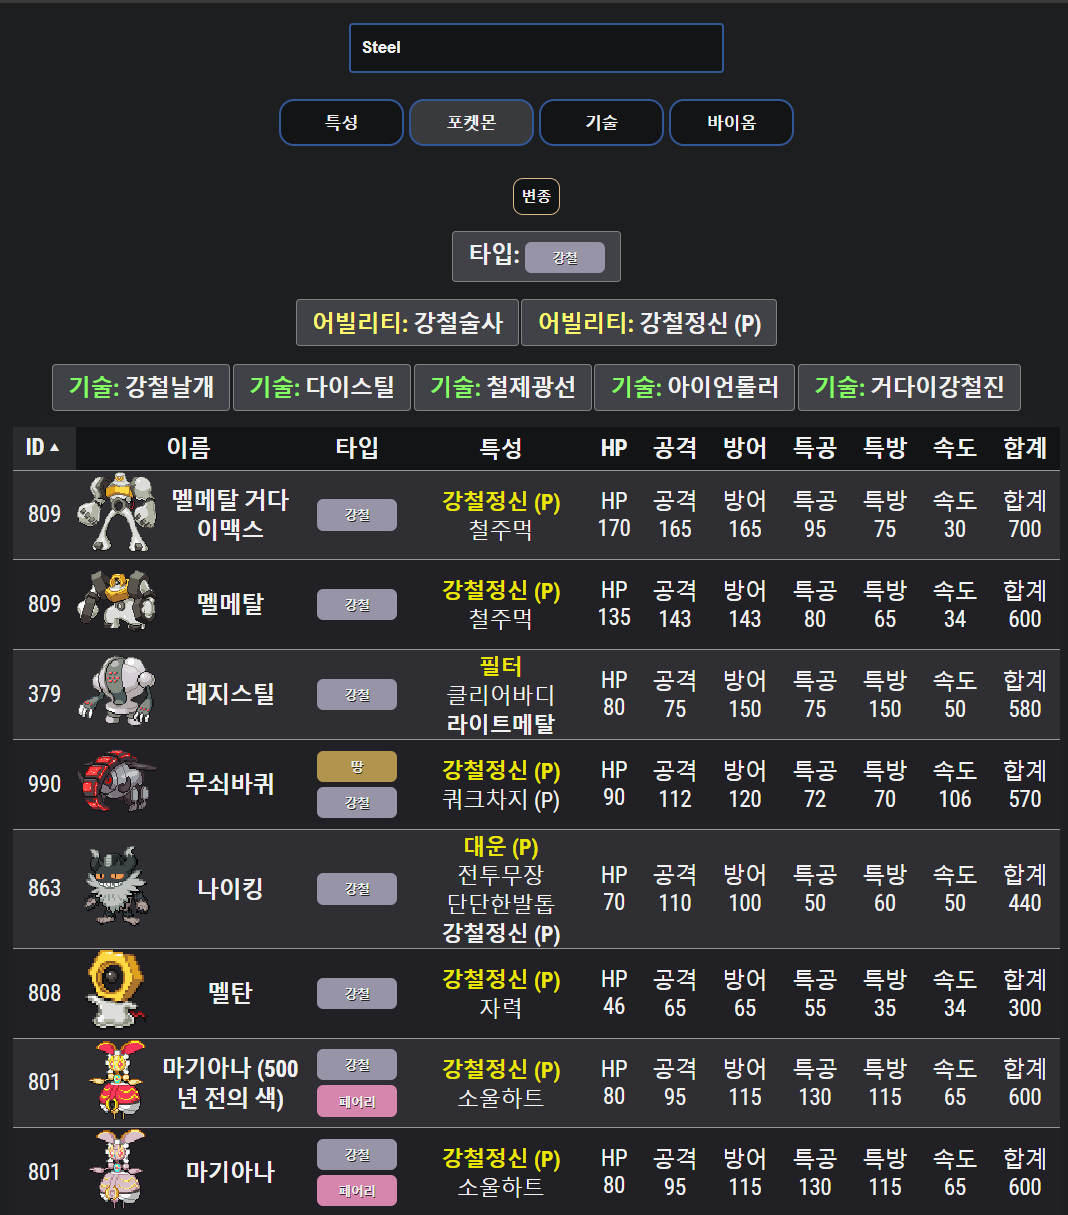 Steel
특성 포켓몬 기술 바이옴
변종
타입: 강철
어빌리티: 강철술사 어빌리티: 강철정신 (P)
기술: 강철날개 기술: 다이스틸 기술: 철제광선 기술: 아이언롤러 기술: 거다이강철진
ID▲ 이름 타입 특성 HP 공격 방어 특공 특방 속도 합계
809 멜메탈 거다이맥스 강철 강철정신 (P) 철주먹 HP 170 공격 165 방어 165 특공 95 특방 75 속도 30 합계 700
809 멜메탈 강철 강철정신 (P) 철주먹 HP 135 공격 143 방어 143 특공 80 특방 65 속도 34 합계 600
379 레지스틸 강철 필터 클리어바디 라이트메탈 HP 80 공격 75 방어 150 특공 75 특방 150 속도 50 합계 580
990 무쇠바퀴 땅 강철 강철정신 (P) 쿼크차지 (P) HP 90 공격 112 방어 120 특공 72 특방 70 속도 106 합계 570
863 나이킹 강철 대운 (P) 전투무장 단단한발톱 강철정신 (P) HP 70 공격 110 방어 100 특공 50 특방 60 속도 50 합계 440
808 멜탄 강철 강철정신 (P) 자력 HP 46 공격 65 방어 65 특공 55 특방 35 속도 34 합계 300
801 마기아나 (500년 전의 색) 강철 페어리 강철정신 (P) 소울하트 HP 80 공격 95 방어 115 특공 130 특방 115 속도 65 합계 600
801 마기아나 강철 페어리 강철정신 (P) 소울하트 HP 80 공격 95 방어 115 특공 130 특방 115 속도 65 합계 600